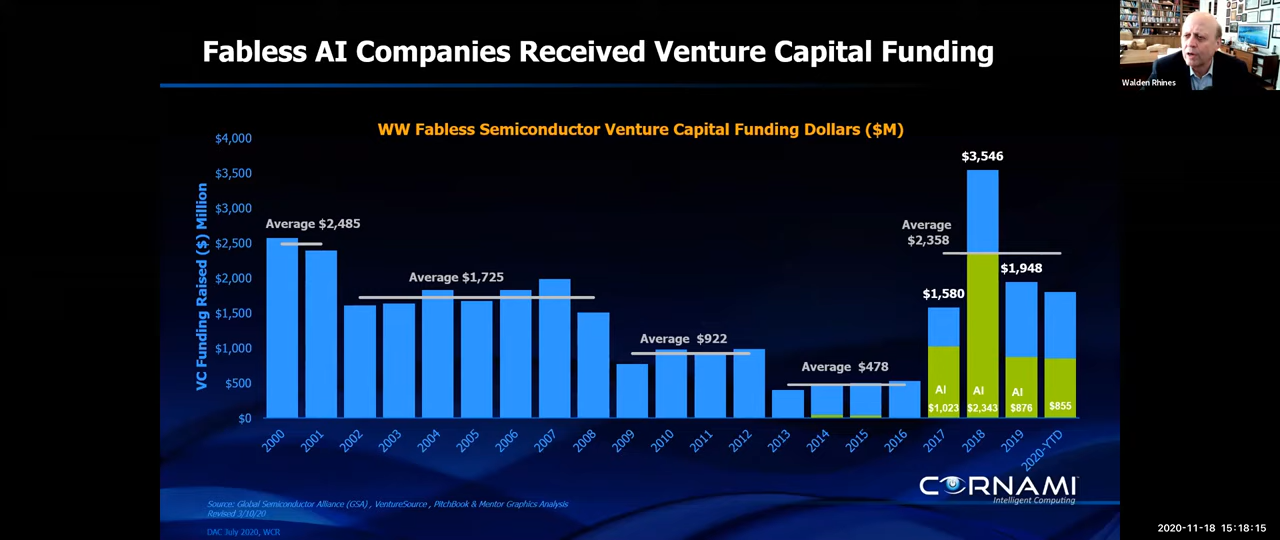 Fabless AI Companies Received Venture Capital Funding
Walden Rhines
WW Fabless Semiconductor Venture Capital Funding Dollars ($M)
VC Funding Raised ($) Million
$4,000
$3,500
$3,000
$2,500
$2,000
$1,500
$1,000
$500
$0
Average $2,485
Average $1,725
Average $922
Average $478
Average
$2,358
$1,580
$3,546
$1,948
AI
$1,023
AI
$2,343
AI
$876
$855
2000
2001
2002
2003
2004
2005
2006
2007
2008
2009
2010
2011
2012
2013
2014
2015
2016
2017
2018
2019
2020-YTD
CORNAMI
Intelligent Computing
Source: Global Semiconductor Alliance (GSA) , VentureSource , PitchBook & Mentor Graphics Analysis
Revised 3/10/20
DAC July 2020, WCR
2020-11-18 15:18:15